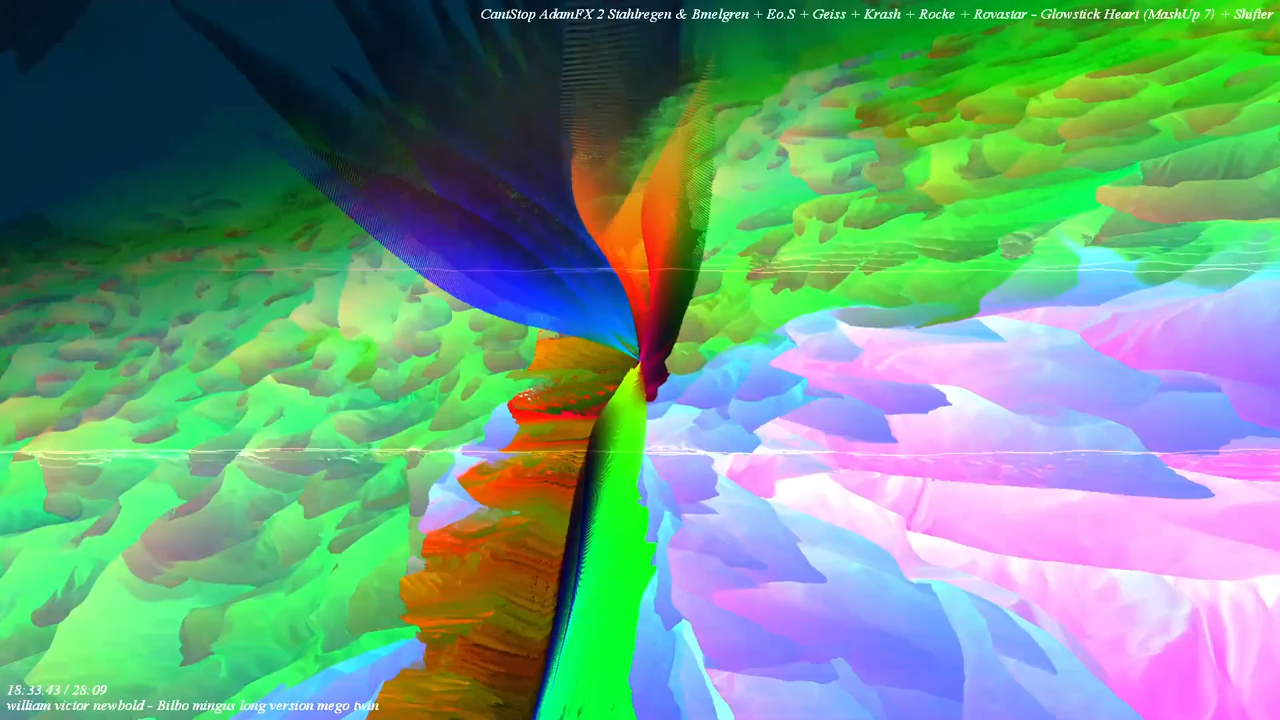 CantStop AdamFX 2 Stahlregen & Bmelgren + Eo.S + Geiss + Krash + Rocke + Rovastar - Glowstick Heart (MashUp 7) + Shifter
18:33.43 / 28:09
william victor newbold - Bilbo mingus long version mego twin